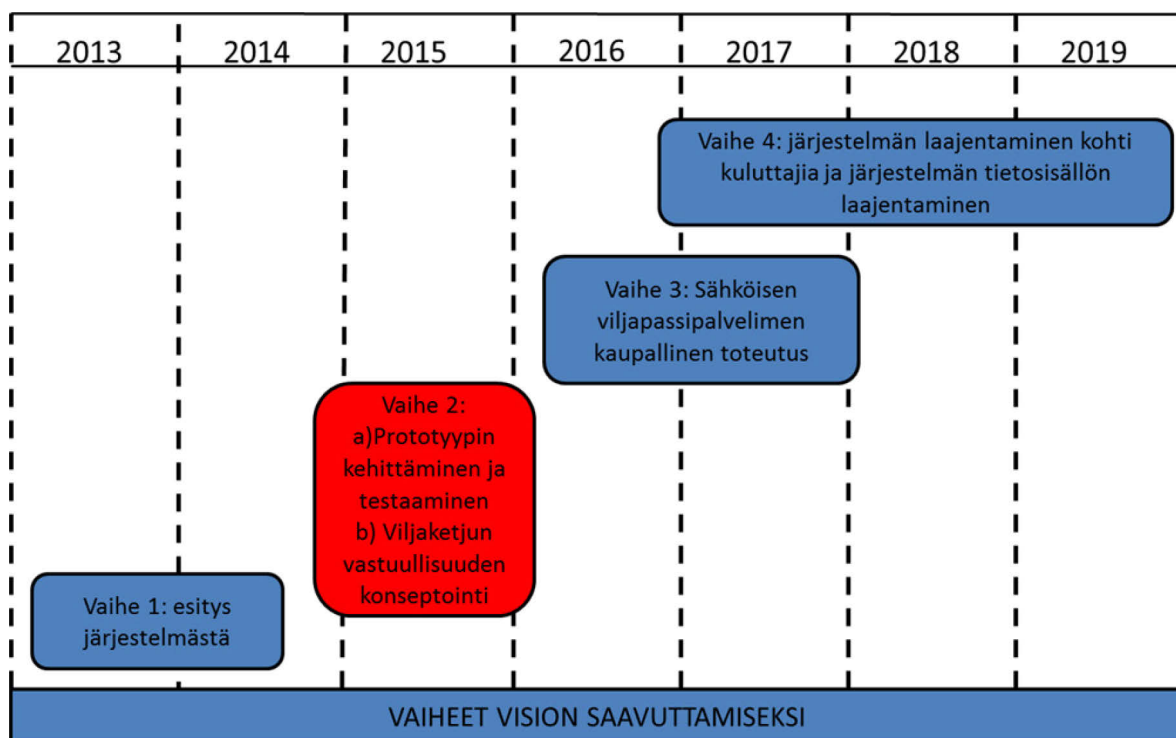 2013 2014 2015 2016 2017 2018 2019
Vaihe 4: järjestelmän laajentaminen kohti
kuluttajia ja järjestelmän tietosisällön
laajentaminen
Vaihe 3: Sähköisen
viljapassipalvelimen
kaupallinen toteutus
Vaihe 2:
a)Prototyypin
kehittäminen ja
testaaminen
b) Viljaketjun
vastuullisuuden
konseptointi
Vaihe 1: esitys
järjestelmästä
VAIHEET VISION SAAVUTTAMISEKSI